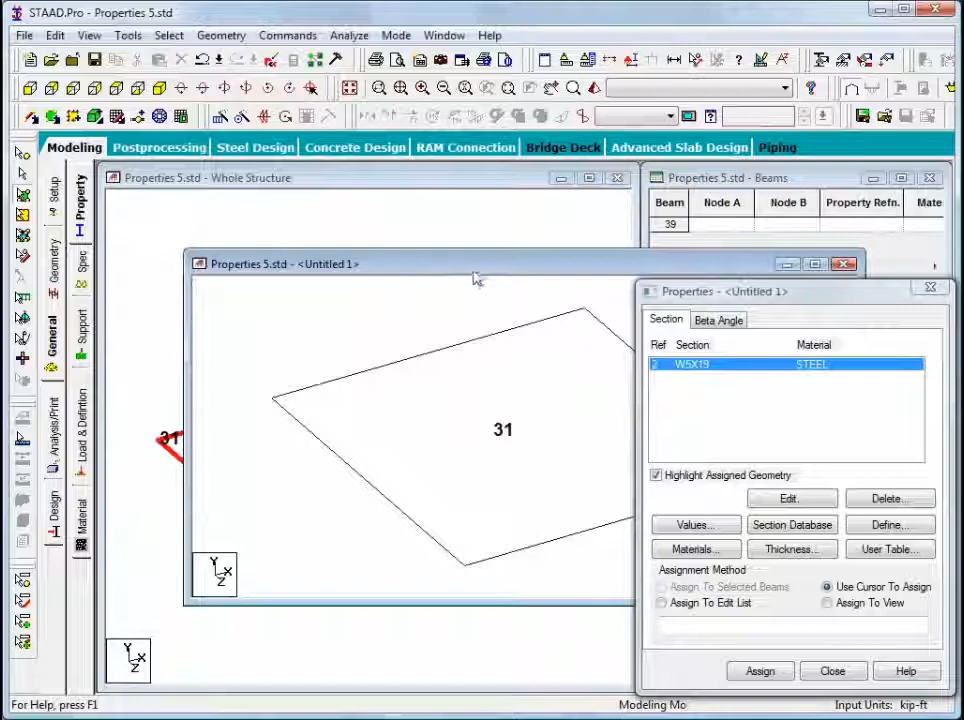 STAAD.Pro - Properties 5.std
File Edit View Tools Select Geometry Commands Analyze Mode Window Help
Modeling Postprocessing Steel Design Concrete Design RAM Connection Bridge Deck Advanced Slab Design Piping
Setup
Geometry
General
Analysis/Print
Design
Property
Spec
Support
Load & Definition
Material
Properties 5.std - Whole Structure
31
Y
X
Z
Properties 5.std - Beams
Beam Node A Node B Property Refn. Mate
39
Properties 5.std - <Untitled 1>
31
Y
X
Z
Properties - <Untitled 1>
Section Beta Angle
Ref Section Material
2 W5X19 STEEL
Highlight Assigned Geometry
Edit. Delete...
Values... Section Database Define...
Materials... Thickness... User Table...
Assignment Method
Assign To Selected Beams Use Cursor To Assign
Assign To Edit List Assign To View
Assign Close Help
For Help, press F1 Modeling Mo Input Units: kip-ft